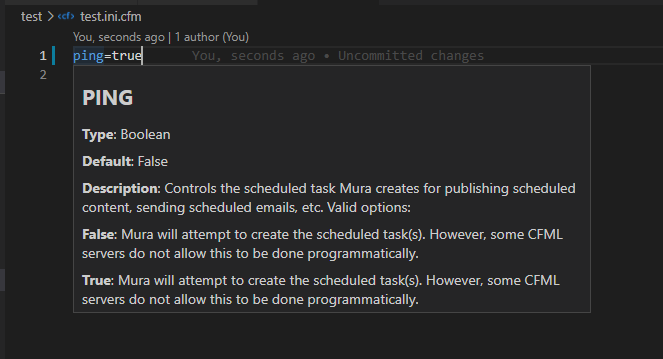 test > test.ini.cfm
You, seconds ago | 1 author (You)
1 ping=true You, seconds ago • Uncommitted changes
2
PING
Type: Boolean
Default: False
Description: Controls the scheduled task Mura creates for publishing scheduled
content, sending scheduled emails, etc. Valid options:
False: Mura will attempt to create the scheduled task(s). However, some CFML
servers do not allow this to be done programmatically.
True: Mura will attempt to create the scheduled task(s). However, some CFML
servers do not allow this to be done programmatically.